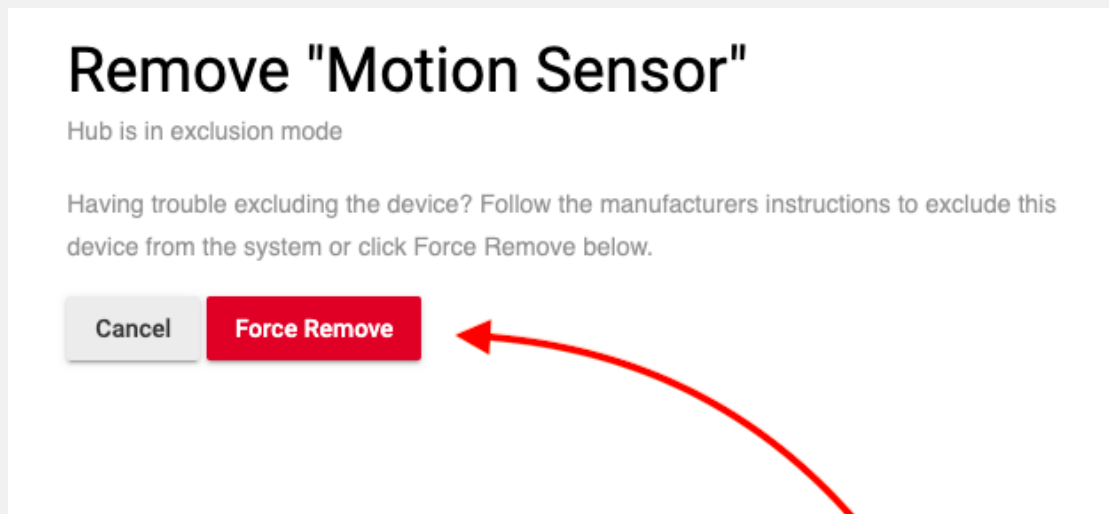 Remove "Motion Sensor"
Hub is in exclusion mode
Having trouble excluding the device? Follow the manufacturers instructions to exclude this
device from the system or click Force Remove below.
Cancel Force Remove